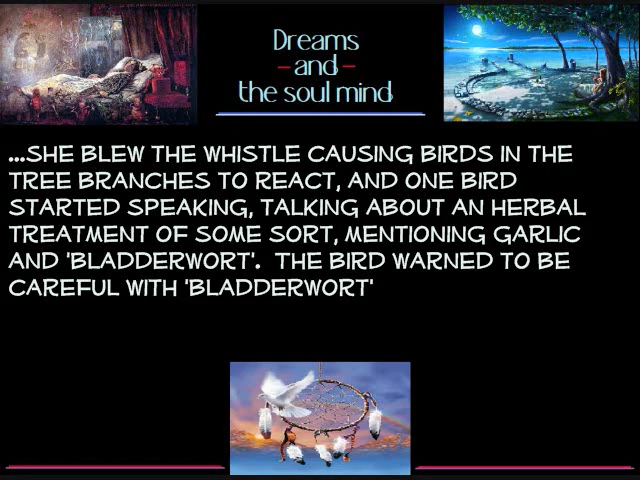 Dreams
- and -
the soul mind
...SHE BLEW THE WHISTLE CAUSING BIRDS IN THE
TREE BRANCHES TO REACT, AND ONE BIRD
STARTED SPEAKING, TALKING ABOUT AN HERBAL
TREATMENT OF SOME SORT, MENTIONING GARLIC
AND 'BLADDERWORT'.  THE BIRD WARNED TO BE
CAREFUL WITH 'BLADDERWORT'